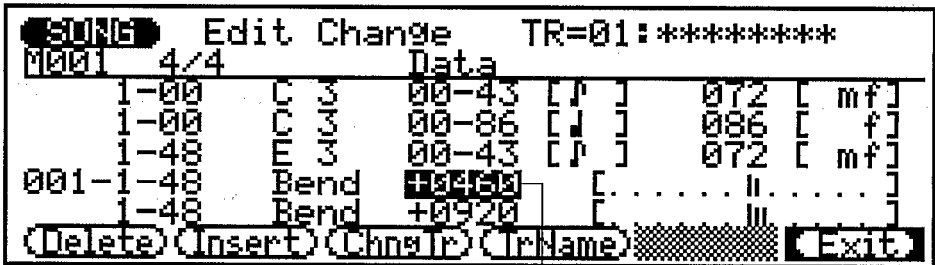 SONG Edit Change TR=01:********
M001 4/4 Data
1-00 C 3 00-43 [♪ ] 072 [ mf]
1-00 C 3 00-86 [♩ ] 086 [ f]
1-48 E 3 00-43 [♪ ] 072 [ mf]
001-1-48 Bend +0460 [. . . . . . . . . . . . .]
1-48 Bend +0920 [. . . . . . . . . . . . .]
Delete Insert ChngTr TrName Exit